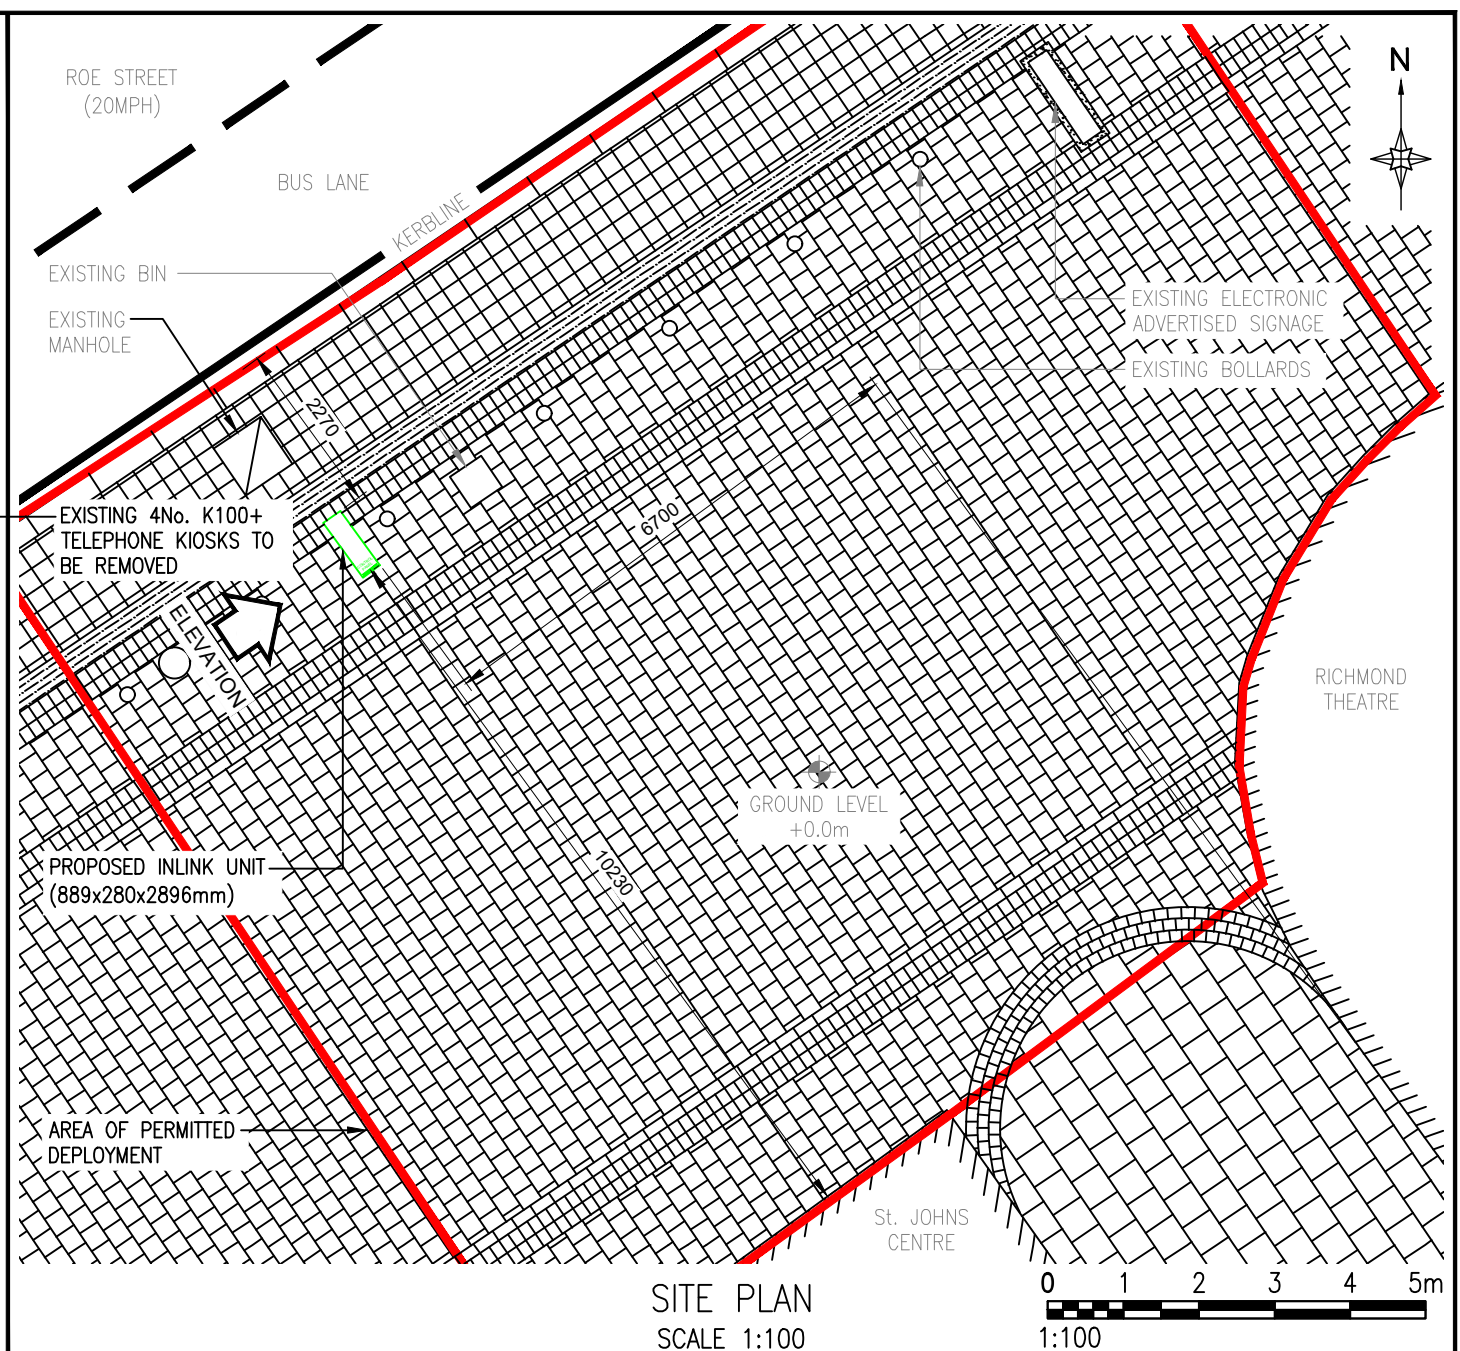 ROE STREET
(20MPH)
N
BUS LANE
KERBLINE
EXISTING BIN
EXISTING
MANHOLE
EXISTING ELECTRONIC
ADVERTISED SIGNAGE
EXISTING BOLLARDS
2270
EXISTING 4No. K100+
TELEPHONE KIOSKS TO
BE REMOVED
6700
ELEVATION
RICHMOND
THEATRE
GROUND LEVEL
+0.0m
PROPOSED INLINK UNIT
(889x280x2896mm)
10230
AREA OF PERMITTED
DEPLOYMENT
St. JOHNS
CENTRE
SITE PLAN
SCALE 1:100
0 1 2 3 4 5m
1:100